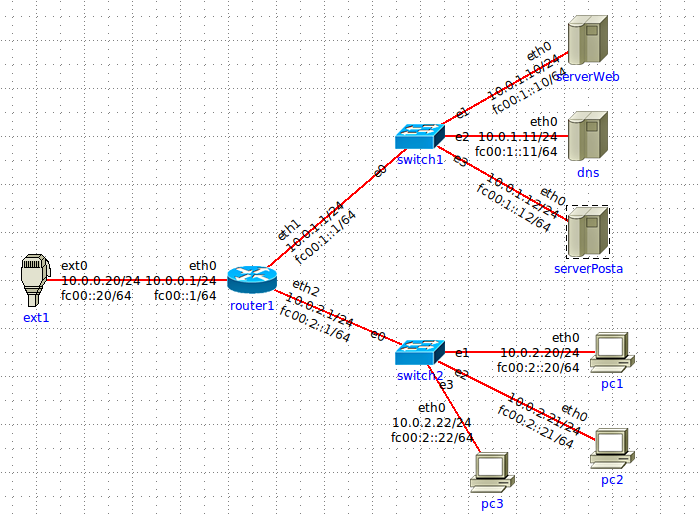 eth0
10.0.1.10/24
fc00:1::10/64
serverWeb
e1
eth0
e2
10.0.1.11/24
fc00:1::11/64
dns
switch1
e3
eth0
10.0.1.12/24
fc00:1::12/64
serverPosta
e0
eth1
10.0.1.1/24
fc00:1::1/64
ext0
10.0.0.20/24
fc00::20/64
ext1
eth0
10.0.0.1/24
fc00::1/64
router1
eth2
10.0.2.1/24
fc00:2::1/64
e0
switch2
e1
eth0
10.0.2.20/24
fc00:2::20/64
pc1
e2
eth0
10.0.2.21/24
fc00:2::21/64
pc2
e3
eth0
10.0.2.22/24
fc00:2::22/64
pc3